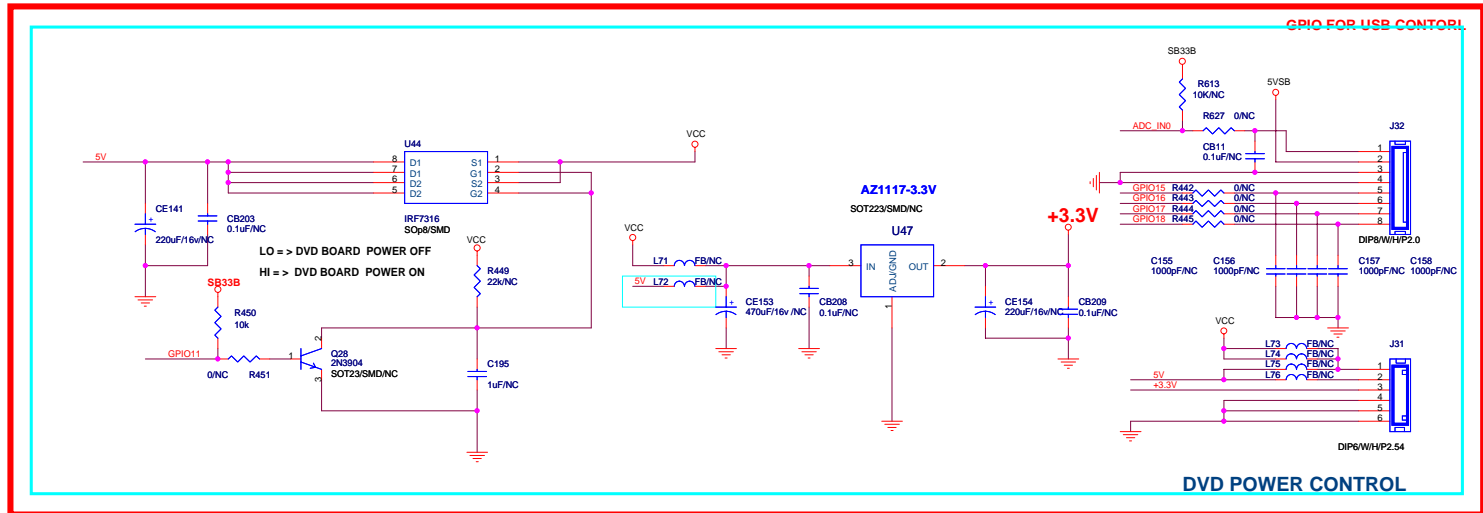 GPIO FOR USB CONTORL
SB33B
R613
10K/NC
5VSB
ADC_IN0
R627
0/NC
CB11
0.1uF/NC
J32
1
2
3
4
5
6
7
8
GPIO15
R442
0/NC
GPIO16
R443
0/NC
GPIO17
R444
0/NC
GPIO18
R445
0/NC
DIP8/W/H/P2.0
C155
1000pF/NC
C156
1000pF/NC
C157
1000pF/NC
C158
1000pF/NC
5V
U44
8
7
6
5
D1
D1
D2
D2
S1
G1
S2
G2
1
2
3
4
VCC
IRF7316
SOp8/SMD
CE141
+
220uF/16v/NC
CB203
0.1uF/NC
LO = > DVD BOARD POWER OFF
HI = > DVD BOARD POWER ON
VCC
R449
22k/NC
SB33B
R450
10k
GPIO11
0/NC
R451
1
2
3
Q28
2N3904
SOT23/SMD/NC
C195
1uF/NC
AZ1117-3.3V
SOT223/SMD/NC
U47
VCC
L71
FB/NC
5V
L72
FB/NC
CE153
+
470uF/16v /NC
CB208
0.1uF/NC
3
IN
OUT
2
ADJ/GND
1
+3.3V
CE154
+
220uF/16v/NC
CB209
0.1uF/NC
VCC
L73
FB/NC
L74
FB/NC
L75
FB/NC
L76
FB/NC
5V
+3.3V
J31
1
2
3
4
5
6
DIP6/W/H/P2.54
DVD POWER CONTROL